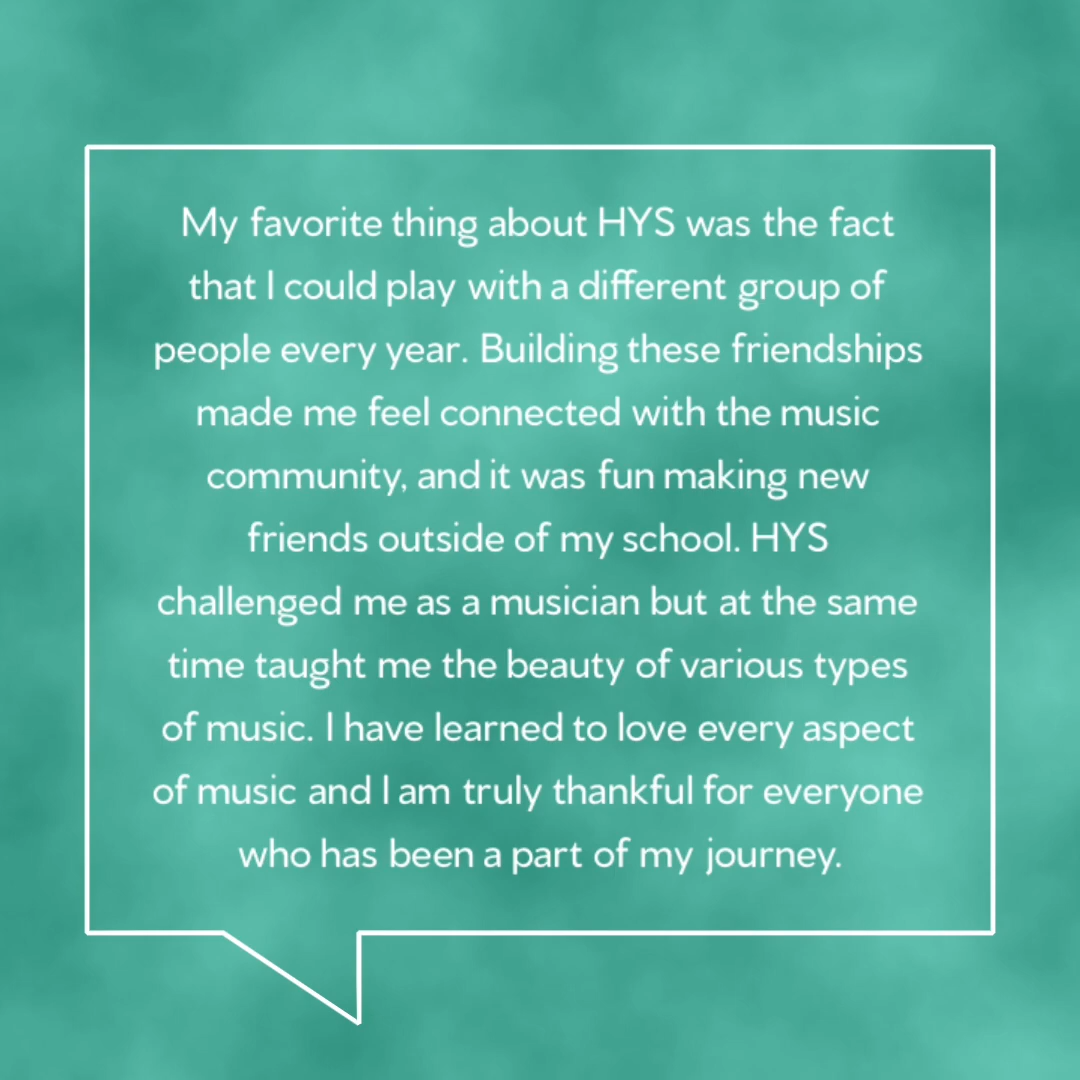 My favorite thing about HYS was the fact
that I could play with a different group of
people every year. Building these friendships
made me feel connected with the music
community, and it was fun making new
friends outside of my school. HYS
challenged me as a musician but at the same
time taught me the beauty of various types
of music. I have learned to love every aspect
of music and I am truly thankful for everyone
who has been a part of my journey.